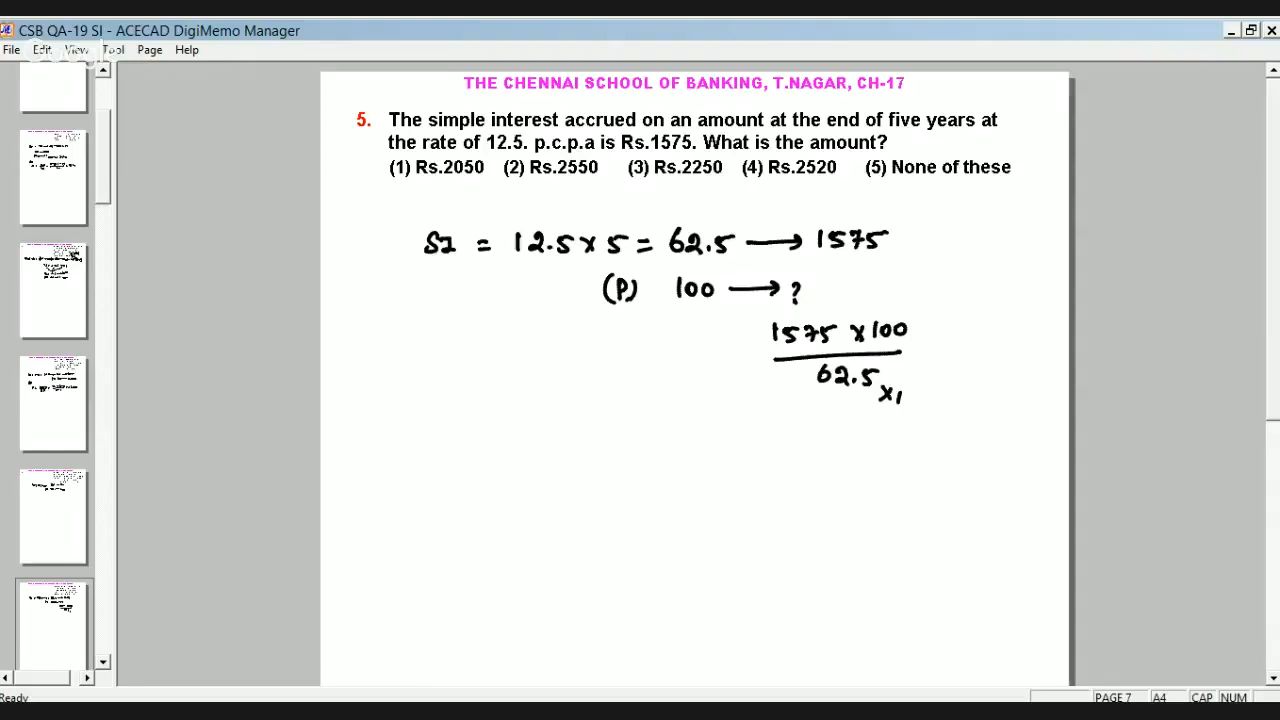 CSB QA-19 SI - ACECAD DigiMemo Manager
File Edit View Tool Page Help
THE CHENNAI SCHOOL OF BANKING, T.NAGAR, CH-17
5. The simple interest accrued on an amount at the end of five years at
the rate of 12.5. p.c.p.a is Rs.1575. What is the amount?
(1) Rs.2050 (2) Rs.2550 (3) Rs.2250 (4) Rs.2520 (5) None of these
SI = 12.5 x 5 = 62.5 → 1575
(P) 100 → ?
1575 x 100
62.5 x1
Ready PAGE 7 A4 CAP NUM